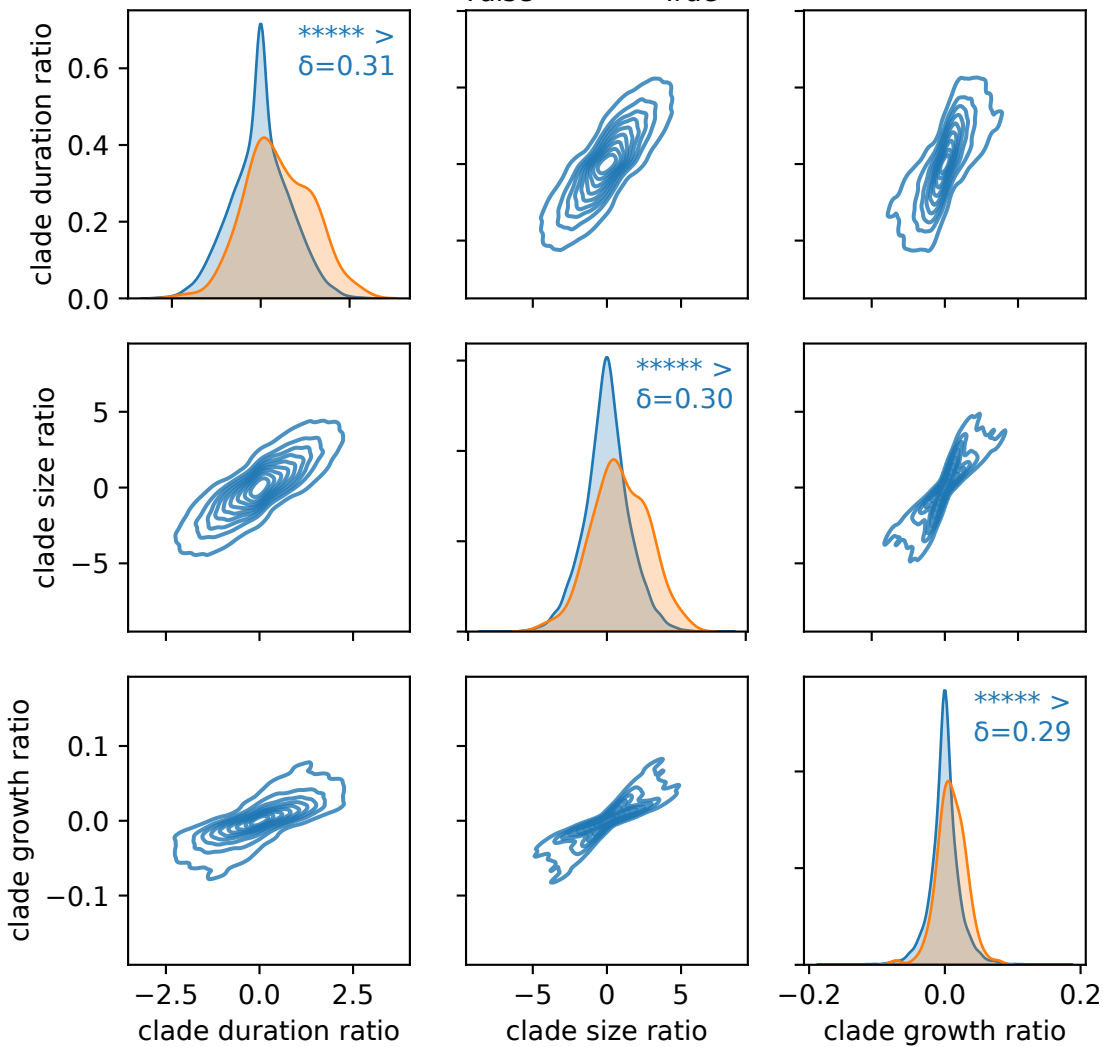 0.6
0.4
0.2
0.0
clade duration ratio
***** >
δ=0.31
5
0
−5
clade size ratio
***** >
δ=0.30
0.1
0.0
−0.1
clade growth ratio
***** >
δ=0.29
−2.5 0.0 2.5
−5 0 5
−0.2 0.0 0.2
clade duration ratio
clade size ratio
clade growth ratio